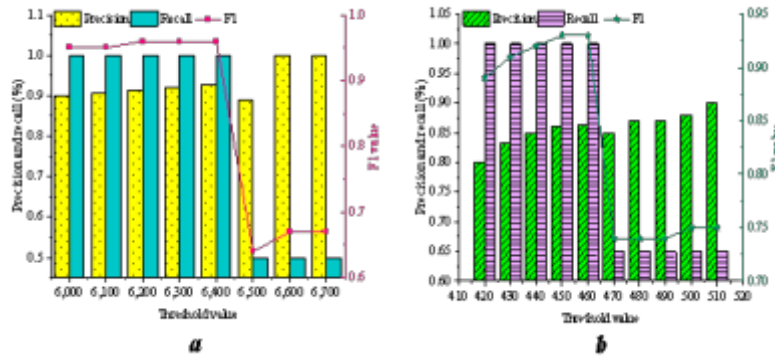 Precision Recall F1
1.1
1.0
0.9
0.8
0.7
0.6
0.5
Precision and recall (%)
1.0
0.9
0.8
0.7
0.6
F1 value
6,000 6,100 6,200 6,300 6,400 6,500 6,600 6,700
Threshold value
a
Precision Recall F1
1.05
1.00
0.95
0.90
0.85
0.80
0.75
0.70
0.65
0.60
Precision and recall (%)
0.95
0.90
0.85
0.80
0.75
0.70
F1 value
410 420 430 440 450 460 470 480 490 500 510 520
Threshold value
b